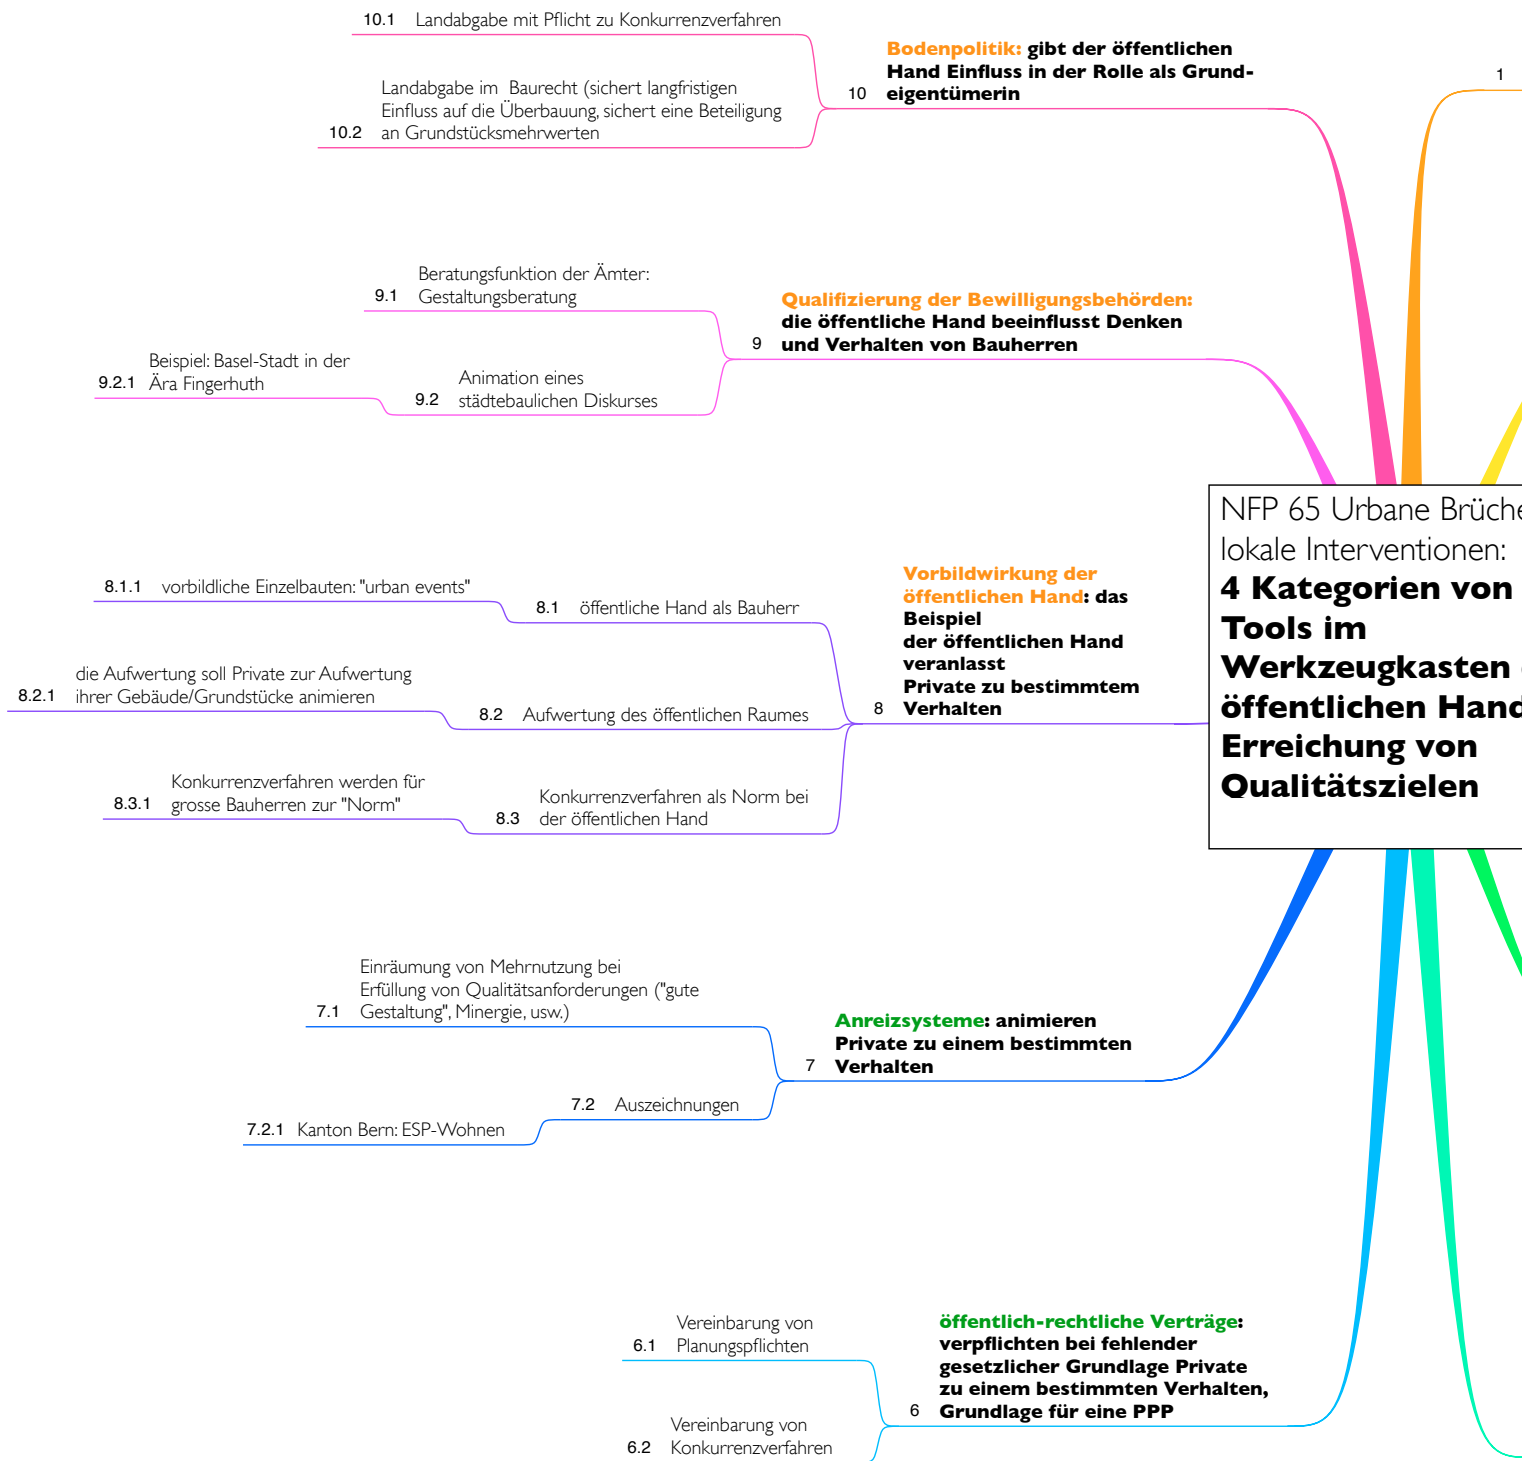 10.1 Landabgabe mit Pflicht zu Konkurrenzverfahren
Landabgabe im Baurecht (sichert langfristigen
Einfluss auf die Überbauung, sichert eine Beteiligung
10.2 an Grundstücksmehrwerten
Bodenpolitik: gibt der öffentlichen
Hand Einfluss in der Rolle als Grund-
10 eigentümerin
1
Beratungsfunktion der Ämter:
9.1 Gestaltungsberatung
Beispiel: Basel-Stadt in der
9.2.1 Ära Fingerhuth
Animation eines
9.2 städtebaulichen Diskurses
Qualifizierung der Bewilligungsbehörden:
die öffentliche Hand beeinflusst Denken
9 und Verhalten von Bauherren
NFP 65 Urbane Brüche
lokale Interventionen:
4 Kategorien von
Tools im
Werkzeugkasten
öffentlichen Hand
Erreichung von
Qualitätszielen
8.1.1 vorbildliche Einzelbauten: "urban events"
8.1 öffentliche Hand als Bauherr
die Aufwertung soll Private zur Aufwertung
8.2.1 ihrer Gebäude/Grundstücke animieren
8.2 Aufwertung des öffentlichen Raumes
Konkurrenzverfahren werden für
8.3.1 grosse Bauherren zur "Norm"
Konkurrenzverfahren als Norm bei
8.3 der öffentlichen Hand
Vorbildwirkung der
öffentlichen Hand: das
Beispiel
der öffentlichen Hand
veranlasst
Private zu bestimmtem
8 Verhalten
Einräumung von Mehrnutzung bei
Erfüllung von Qualitätsanforderungen ("gute
7.1 Gestaltung", Minergie, usw.)
7.2 Auszeichnungen
7.2.1 Kanton Bern: ESP-Wohnen
Anreizsysteme: animieren
Private zu einem bestimmten
7 Verhalten
Vereinbarung von
6.1 Planungspflichten
Vereinbarung von
6.2 Konkurrenzverfahren
öffentlich-rechtliche Verträge:
verpflichten bei fehlender
gesetzlicher Grundlage Private
zu einem bestimmten Verhalten,
6 Grundlage für eine PPP